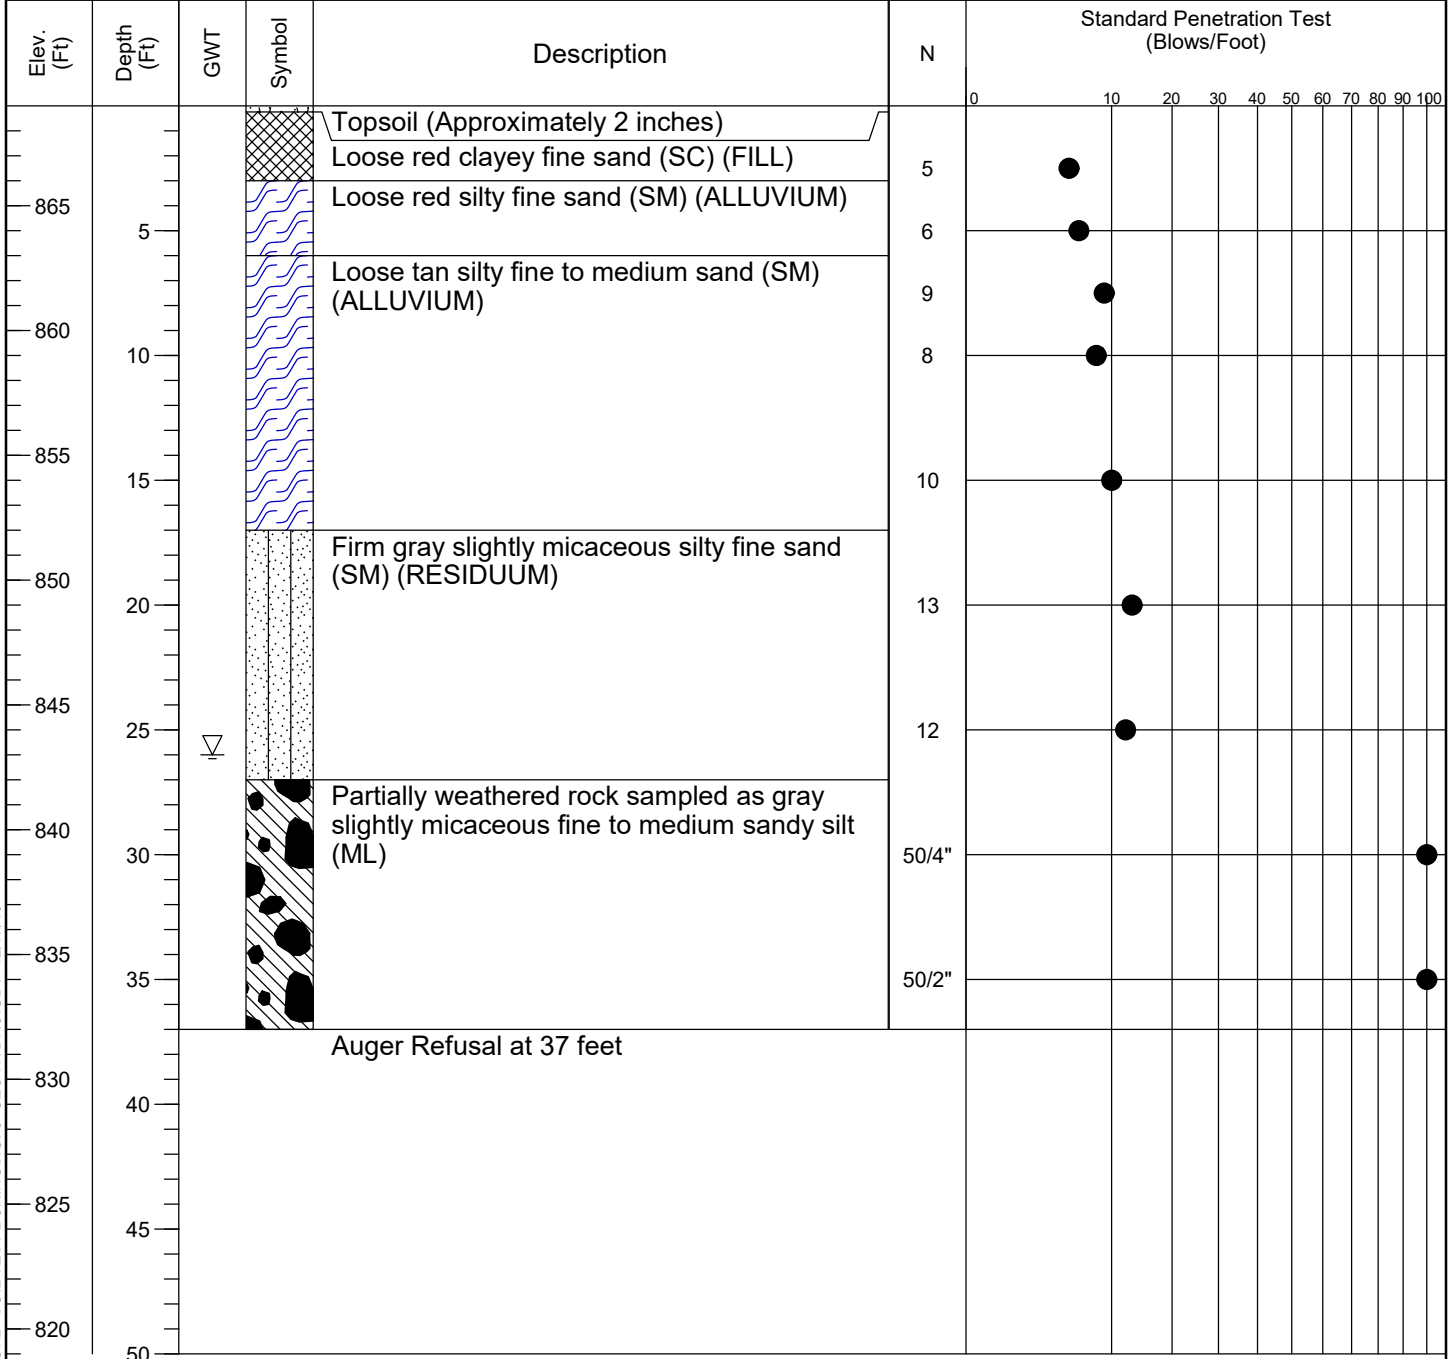 Elev.
(Ft)
Depth
(Ft)
GWT
Symbol
Description
N
Standard Penetration Test
(Blows/Foot)
0 10 20 30 40 50 60 70 80 90 100
Topsoil (Approximately 2 inches)
Loose red clayey fine sand (SC) (FILL)
5
Loose red silty fine sand (SM) (ALLUVIUM)
865
5 6
Loose tan silty fine to medium sand (SM)
(ALLUVIUM)
9
860
10 8
855
15 10
Firm gray slightly micaceous silty fine sand
(SM) (RESIDUUM)
850
20 13
845
25 12
Partially weathered rock sampled as gray
slightly micaceous fine to medium sandy silt
(ML)
840
30 50/4"
835
35 50/2"
Auger Refusal at 37 feet
830
40
825
45
820
50